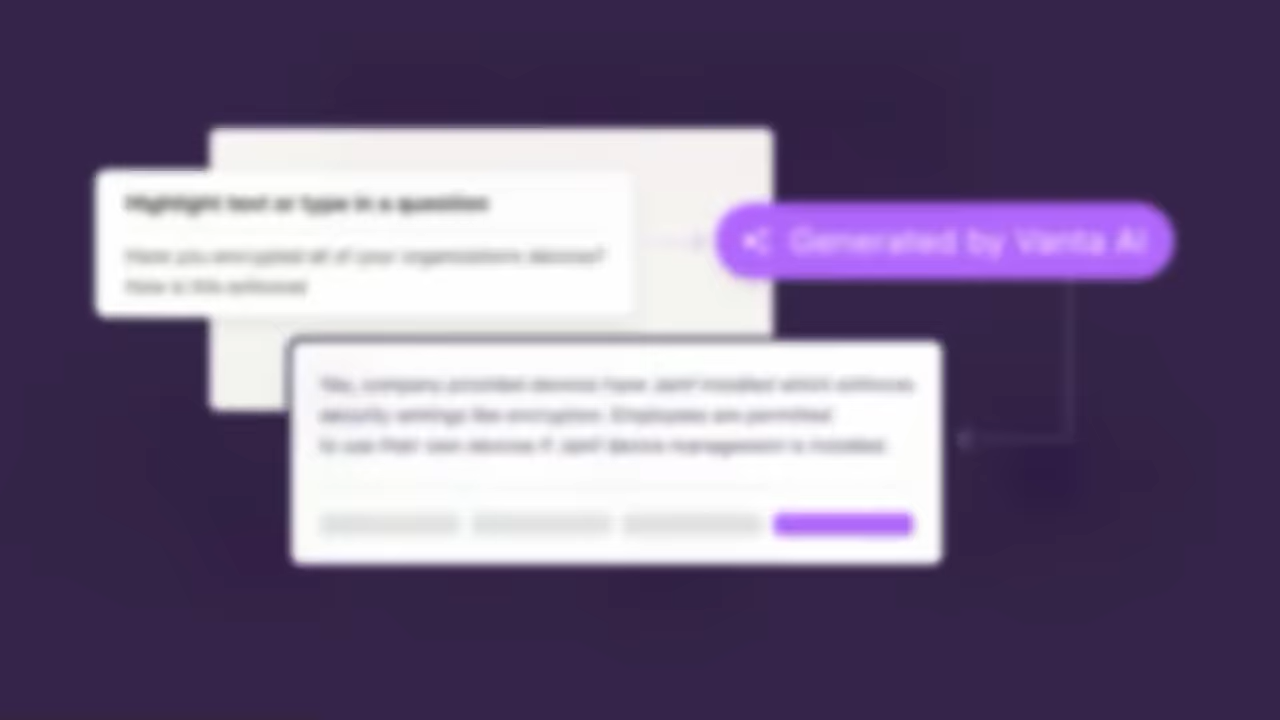 Highlight text or type in a question
Have you encrypted all of your organization's devices?
How is this enforced
Generated by Vanta AI
Yes, company provided devices have Jamf installed which enforces
security settings like encryption. Employees are permitted
to use their own devices if Jamf device management is installed.